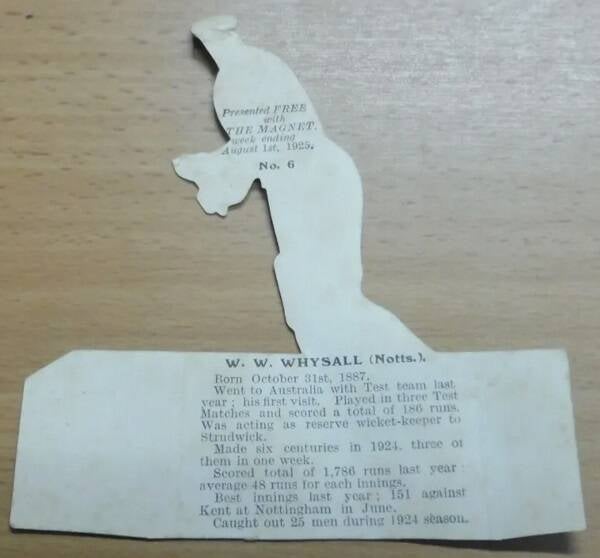 Presented FREE
with
THE MAGNET.
week ending
August 1st, 1925.
No. 6
W. W. WHYSALL (Notts.).
Born October 31st, 1887.
Went to Australia with Test team last
year ; his first visit. Played in three Test
Matches and scored a total of 186 runs.
Was acting as reserve wicket-keeper to
Strudwick.
Made six centuries in 1924. three of
them in one week.
Scored total of 1,786 runs last year :
average 48 runs for each innings.
Best innings last year ; 151 against
Kent at Nottingham in June.
Caught out 25 men during 1924 season.